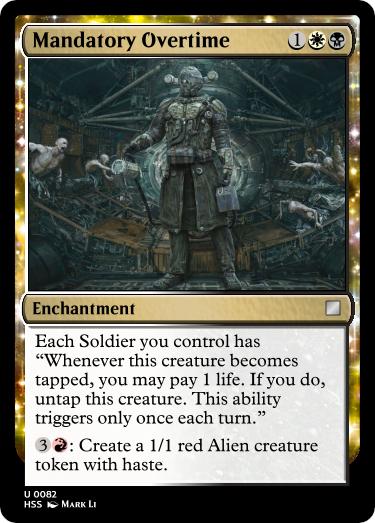 Mandatory Overtime 1
Enchantment
Each Soldier you control has
“Whenever this creature becomes
tapped, you may pay 1 life. If you do,
untap this creature. This ability
triggers only once each turn.”
3 : Create a 1/1 red Alien creature
token with haste.
U 0082
HSS Mark Li